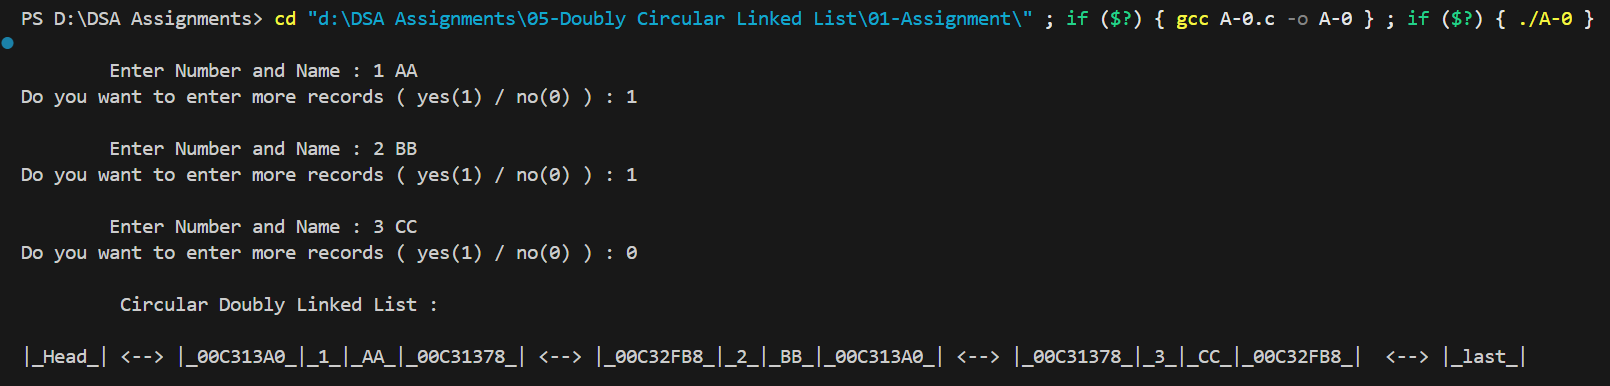 PS D:\DSA Assignments> cd "d:\DSA Assignments\05-Doubly Circular Linked List\01-Assignment\" ; if ($?) { gcc A-0.c -o A-0 } ; if ($?) { ./A-0 }
Enter Number and Name : 1 AA
Do you want to enter more records ( yes(1) / no(0) ) : 1
Enter Number and Name : 2 BB
Do you want to enter more records ( yes(1) / no(0) ) : 1
Enter Number and Name : 3 CC
Do you want to enter more records ( yes(1) / no(0) ) : 0
Circular Doubly Linked List :
|_Head_| <--> |_00C313A0_|_1_|_AA_|_00C31378_| <--> |_00C32FB8_|_2_|_BB_|_00C313A0_| <--> |_00C31378_|_3_|_CC_|_00C32FB8_|  <--> |_last_|